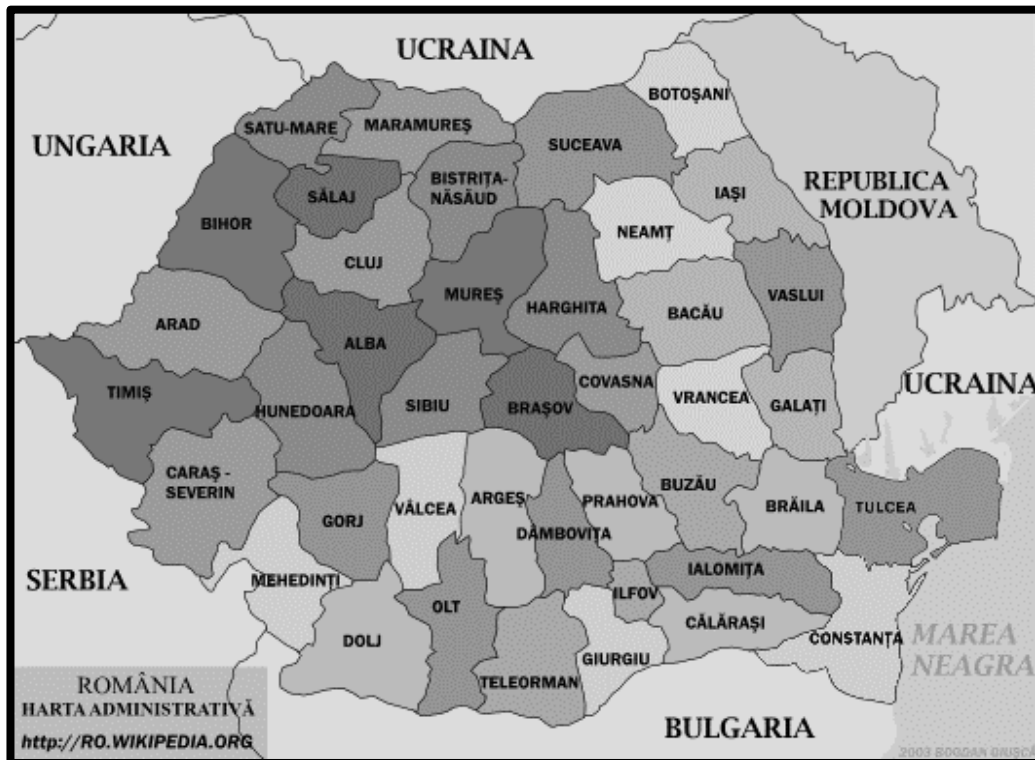 UCRAINA
BOTOȘANI
SATU-MARE
MARAMUREȘ
SUCEAVA
UNGARIA
BISTRIȚA-
NĂSĂUD
IAȘI
REPUBLICA
MOLDOVA
SĂLAJ
BIHOR
NEAMȚ
CLUJ
MUREȘ
HARGHITA
BACĂU
VASLUI
ARAD
ALBA
TIMIȘ
COVASNA
UCRAINA
HUNEDOARA
SIBIU
BRAȘOV
VRANCEA
GALAȚI
CARAȘ -
SEVERIN
VÂLCEA
ARGEȘ
PRAHOVA
BUZĂU
BRĂILA
TULCEA
GORJ
DÂMBOVIȚA
SERBIA
MEHEDINȚI
IALOMIȚA
OLT
ILFOV
DOLJ
CĂLĂRAȘI
CONSTANȚA
MAREA
NEAGRA
GIURGIU
TELEORMAN
ROMÂNIA
HARTA ADMINISTRATIVĂ
http://RO.WIKIPEDIA.ORG
BULGARIA
2003 BOGDAN GIUȘCĂ